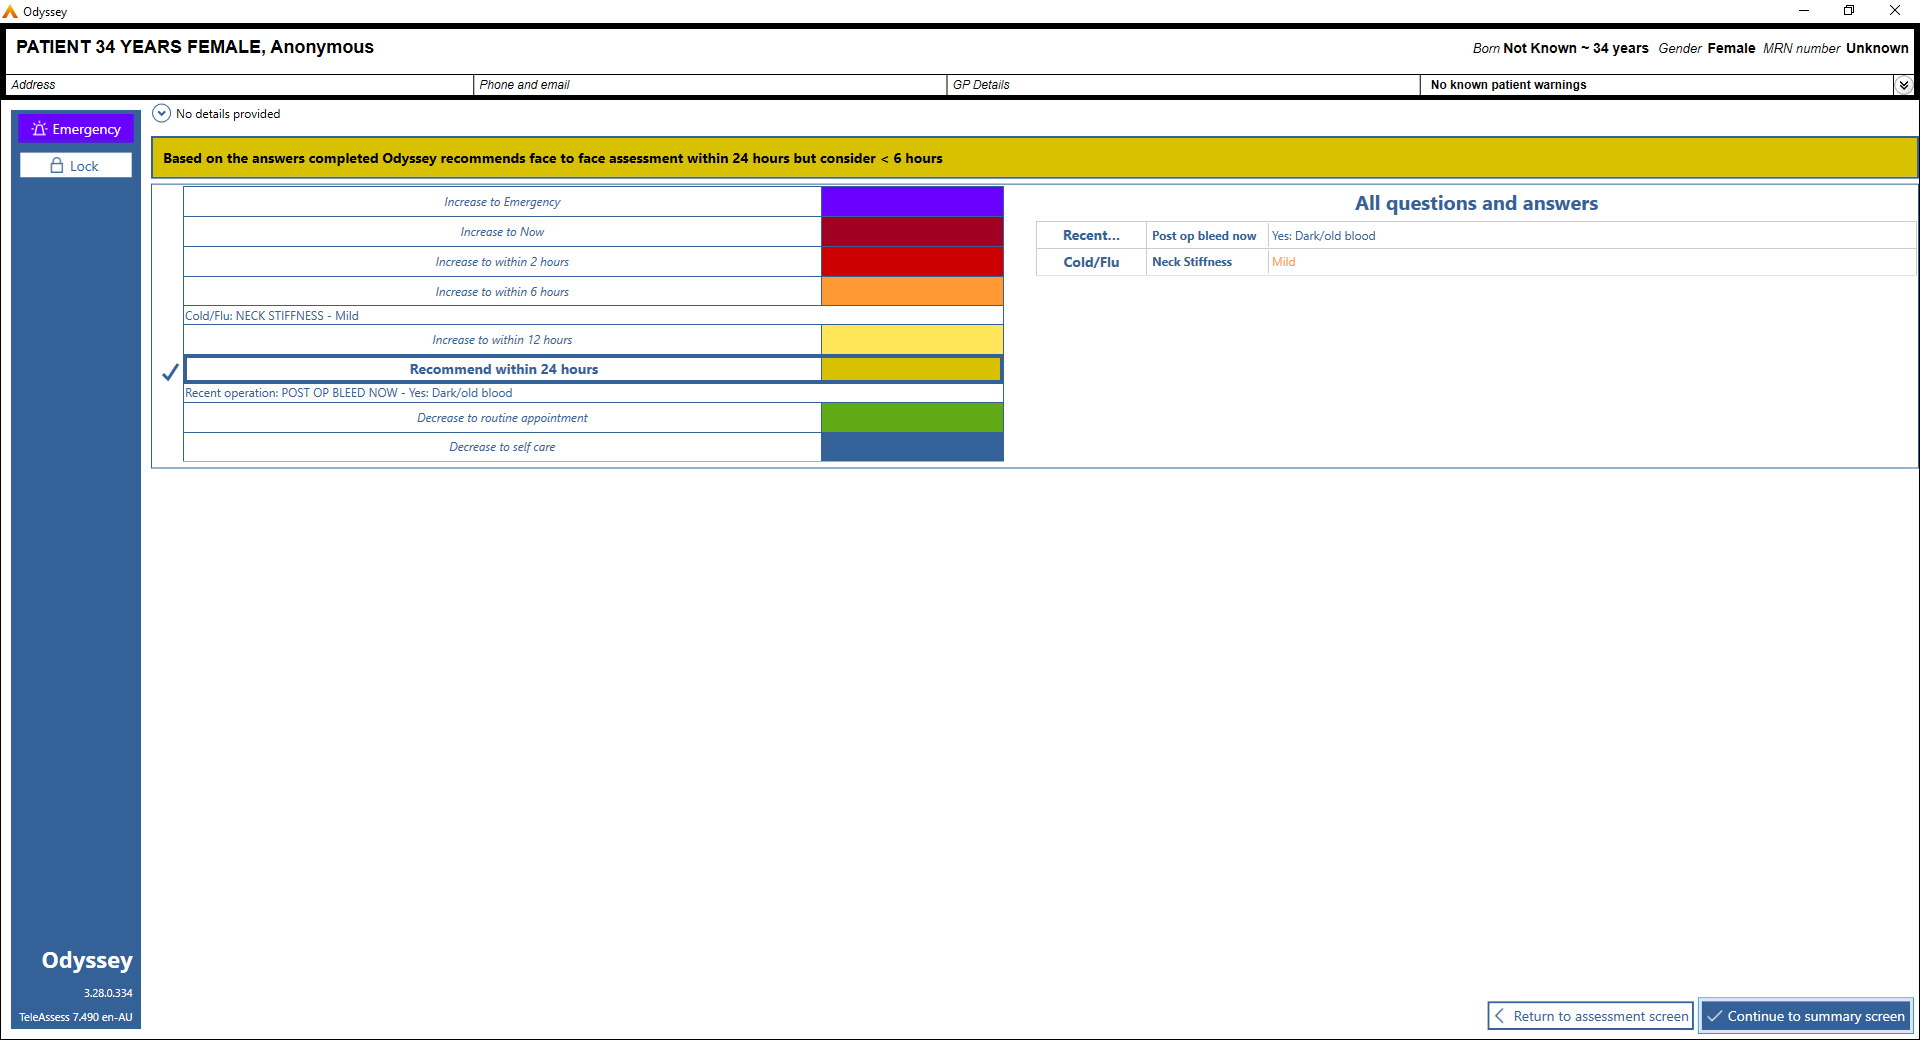 Odyssey
PATIENT 34 YEARS FEMALE, Anonymous
Born Not Known ~ 34 years Gender Female MRN number Unknown
Address
Phone and email
GP Details
No known patient warnings
Emergency
Lock
No details provided
Based on the answers completed Odyssey recommends face to face assessment within 24 hours but consider < 6 hours
Increase to Emergency
Increase to Now
Increase to within 2 hours
Increase to within 6 hours
Cold/Flu: NECK STIFFNESS - Mild
Increase to within 12 hours
Recommend within 24 hours
Recent operation: POST OP BLEED NOW - Yes: Dark/old blood
Decrease to routine appointment
Decrease to self care
All questions and answers
Recent... Post op bleed now Yes: Dark/old blood
Cold/Flu Neck Stiffness Mild
Odyssey
3.28.0.334
TeleAssess 7.490 en-AU
Return to assessment screen
Continue to summary screen